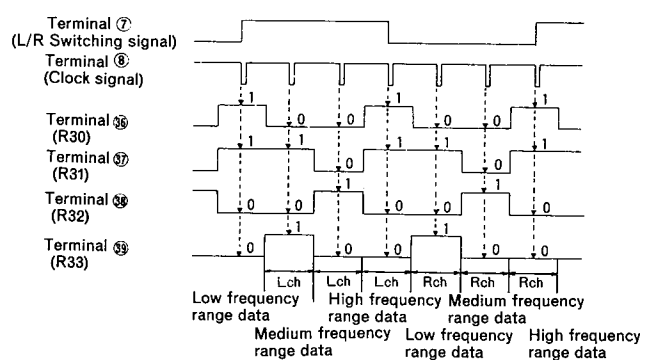 Terminal ⑦
(L/R Switching signal)
Terminal ⑧
(Clock signal)
Terminal ㊱
(R30)
1 0 0 1 0 0 1
Terminal ㊲
(R31)
1 1 0 1 1 0 1
Terminal ㊳
(R32)
0 0 1 0 0 1 0
Terminal ㊴
(R33)
0 1 0 0 1 0 0
Lch Lch Lch Rch Rch Rch
Low frequency
range data
High frequency
range data
Medium frequency
range data
Medium frequency
range data
Low frequency
range data
High frequency
range data